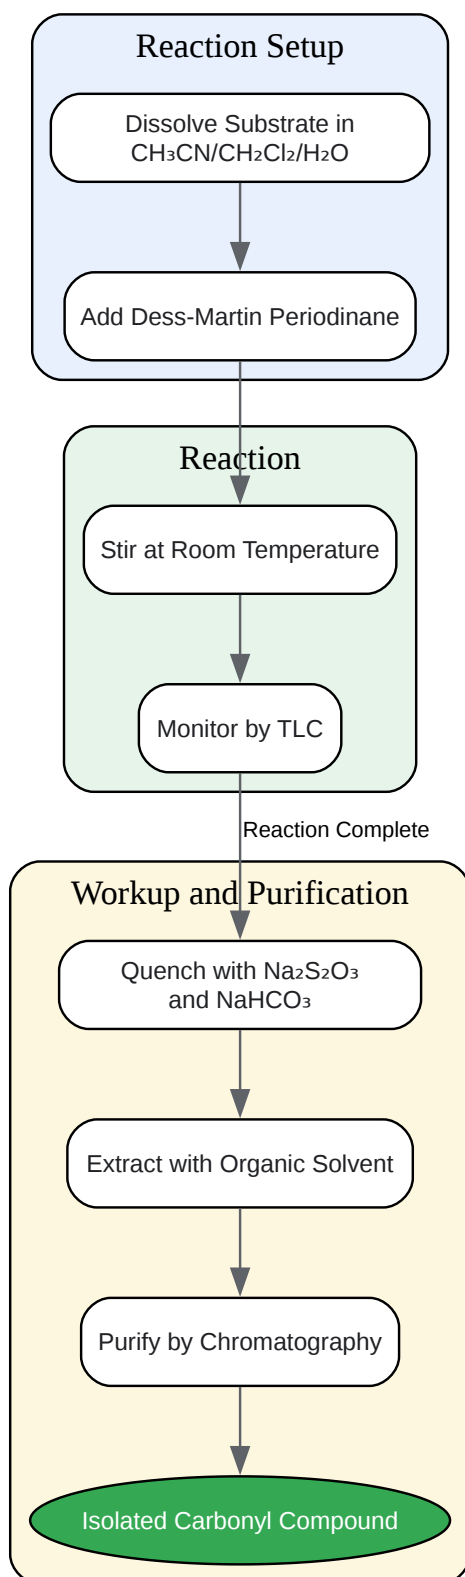 Reaction Setup
Dissolve Substrate in
CH₃CN/CH₂Cl₂/H₂O
Add Dess-Martin Periodinane
Reaction
Stir at Room Temperature
Monitor by TLC
Reaction Complete
Workup and Purification
Quench with Na₂S₂O₃
and NaHCO₃
Extract with Organic Solvent
Purify by Chromatography
Isolated Carbonyl Compound